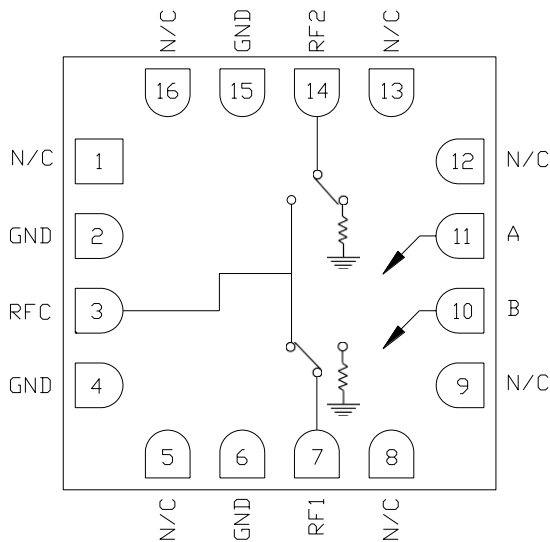 N/C GND RF2 N/C
16 15 14 13
N/C 1 12 N/C
GND 2 11 A
RFC 3 10 B
GND 4 9 N/C
5 6 7 8
N/C GND RF1 N/C